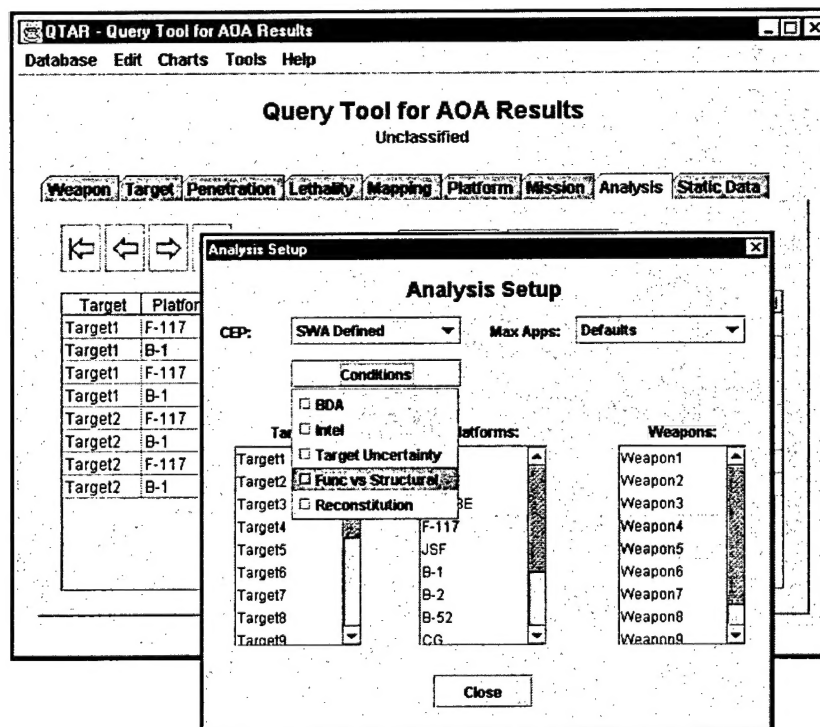 QTAR - Query Tool for AOA Results
Database Edit Charts Tools Help
Query Tool for AOA Results
Unclassified
Weapon Target Penetration Lethality Mapping Platform Mission Analysis Static Data
Analysis Setup
Analysis Setup
CEP: SWA Defined Max Apps: Defaults
Conditions
BDA
Intel
Target Uncertainty
Func vs Structural
Reconstitution
Target Platfor
Target1 F-117
Target1 B-1
Target1 F-117
Target1 B-1
Target2 F-117
Target2 B-1
Target2 F-117
Target2 B-1
Ta
Target1
Target2
Target3
Target4
Target5
Target6
Target7
Target8
Target9
latforms:
F-117
JSF
B-1
B-2
B-52
CG
Weapons:
Weapon1
Weapon2
Weapon3
Weapon4
Weapon5
Weapon6
Weapon7
Weapon8
Weapon9
Close